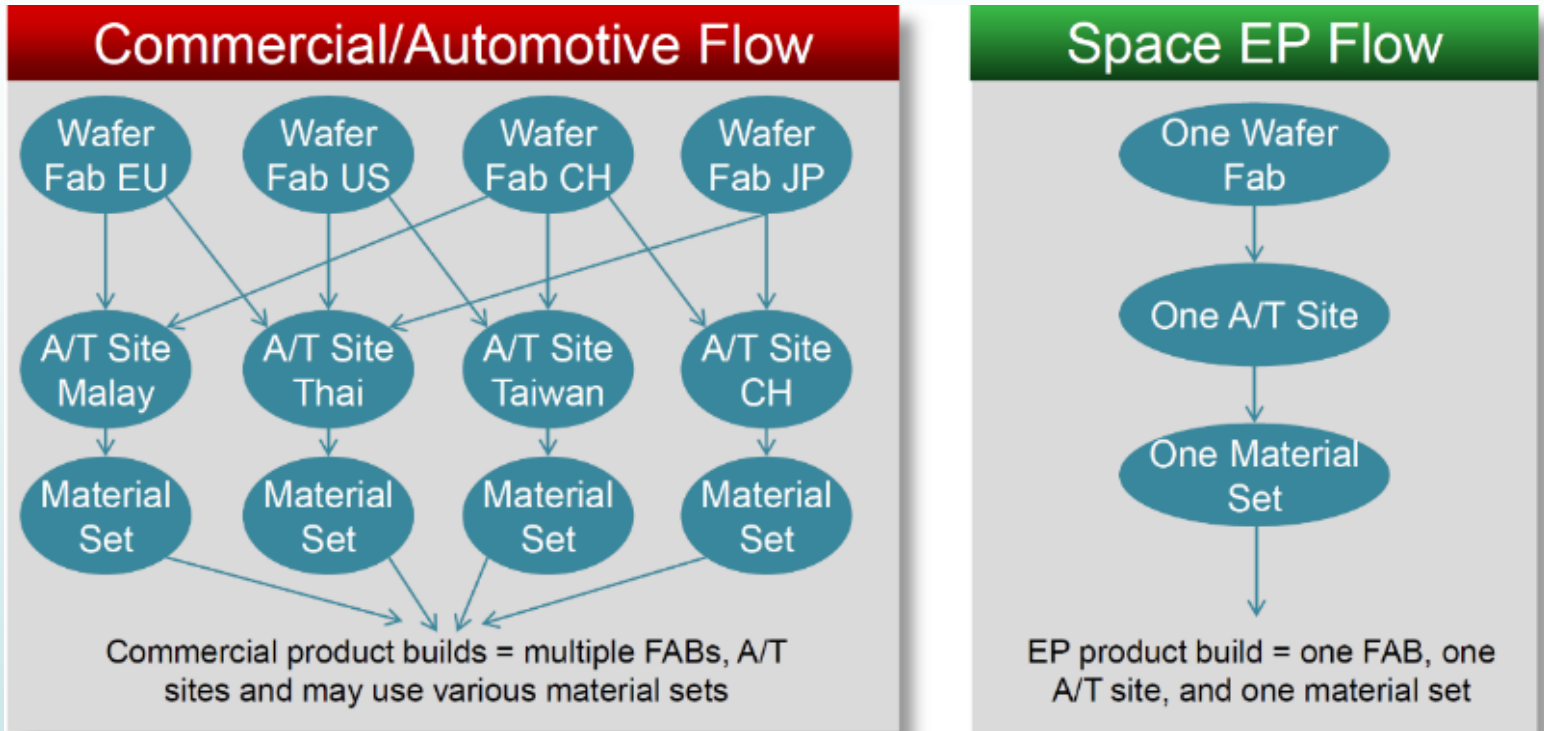 Commercial/Automotive Flow
Wafer
Fab EU
Wafer
Fab US
Wafer
Fab CH
Wafer
Fab JP
A/T Site
Malay
A/T Site
Thai
A/T Site
Taiwan
A/T Site
CH
Material
Set
Material
Set
Material
Set
Material
Set
Commercial product builds = multiple FABs, A/T
sites and may use various material sets
Space EP Flow
One Wafer
Fab
One A/T Site
One Material
Set
EP product build = one FAB, one
A/T site, and one material set